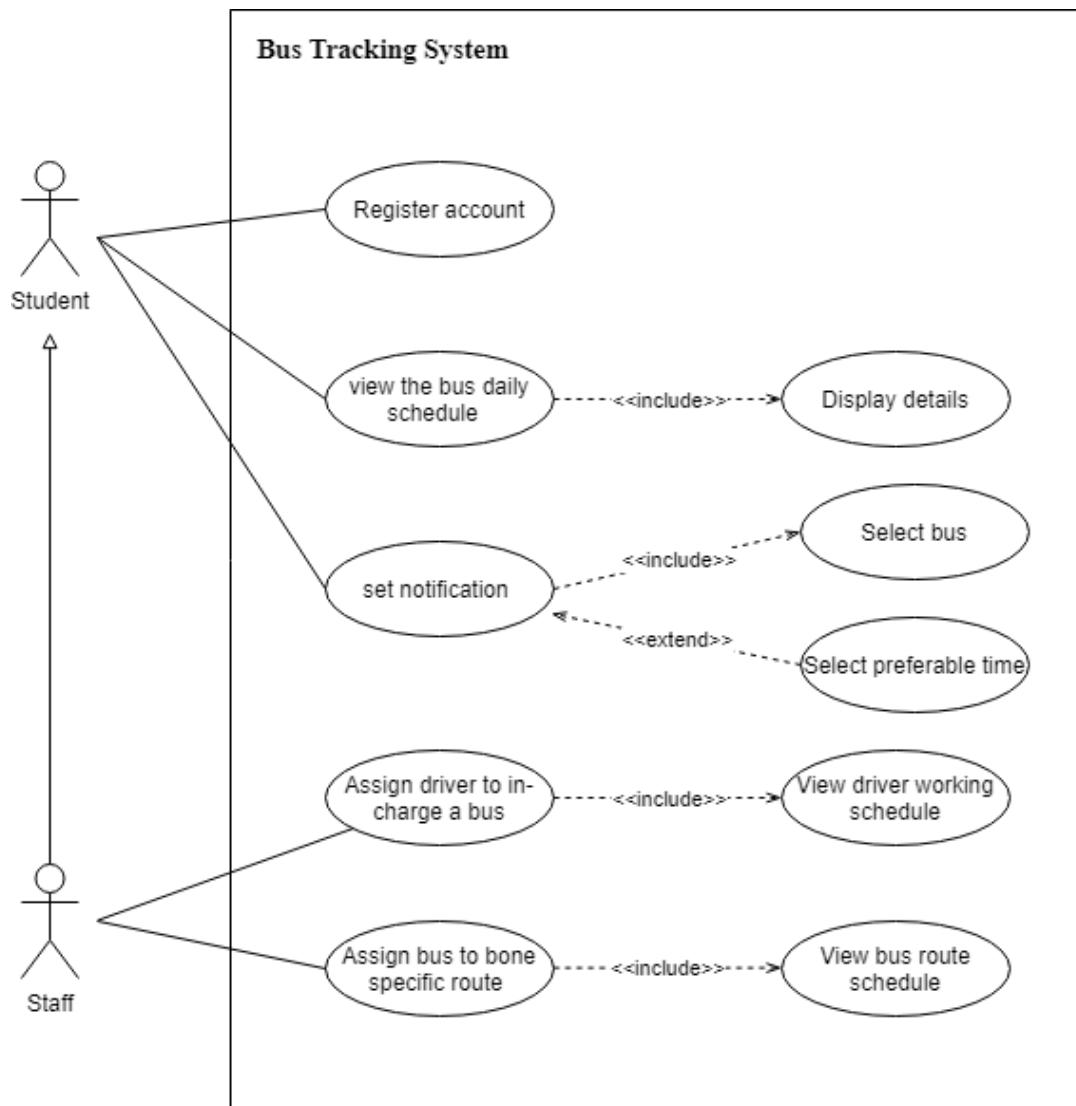 Bus Tracking System
Register account
Student
view the bus daily
schedule
<<include>>
Display details
set notification
<<include>>
Select bus
<<extend>>
Select preferable time
Assign driver to in-
charge a bus
<<include>>
View driver working
schedule
Assign bus to bone
specific route
<<include>>
View bus route
schedule
Staff